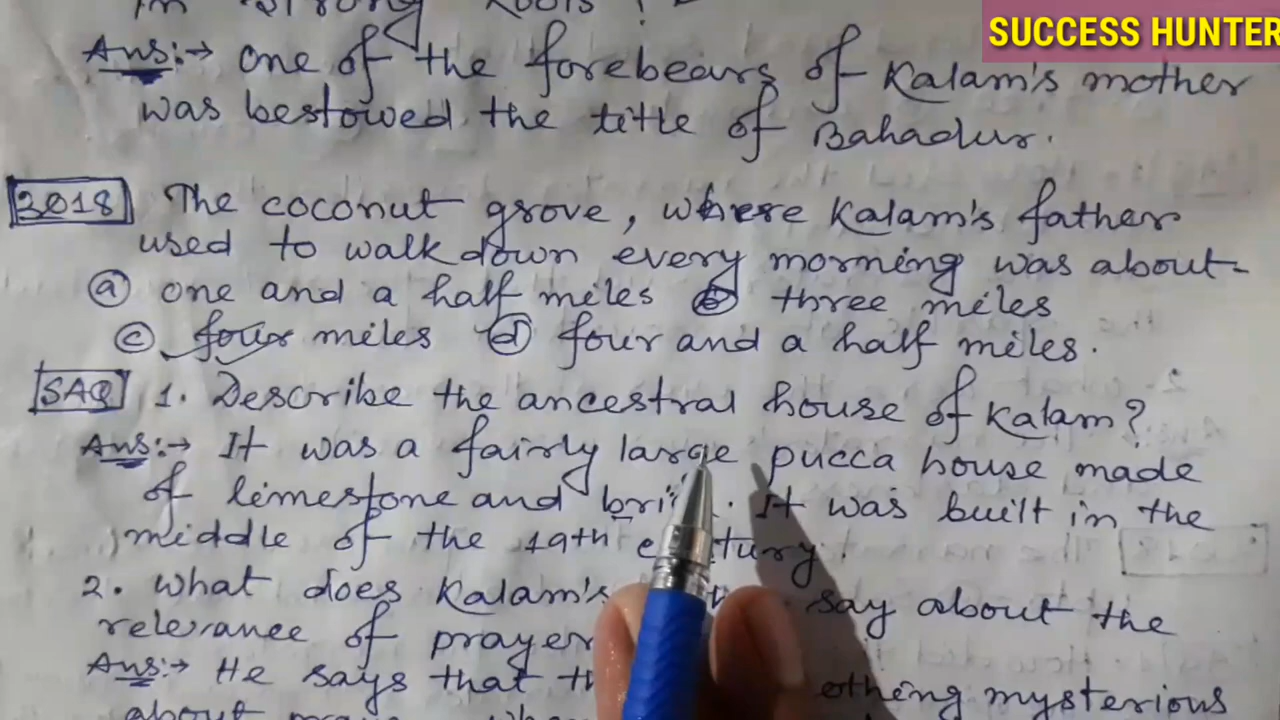 in strong roots?
SUCCESS HUNTER
Ans:→ One of the forebears of Kalam's mother
was bestowed the title of Bahadur.
2018 The coconut grove, where Kalam's father
used to walk down every morning was about-
ⓐ one and a half miles ⓑ three miles
ⓒ four miles ⓓ four and a half miles.
SAQ 1. Describe the ancestral house of Kalam?
Ans:→ It was a fairly large pucca house made
of limestone and It was built in the
middle of the 19th
2. What does Kalam's say about the
relevance of prayer
Ans:→ He says that mysterious
about